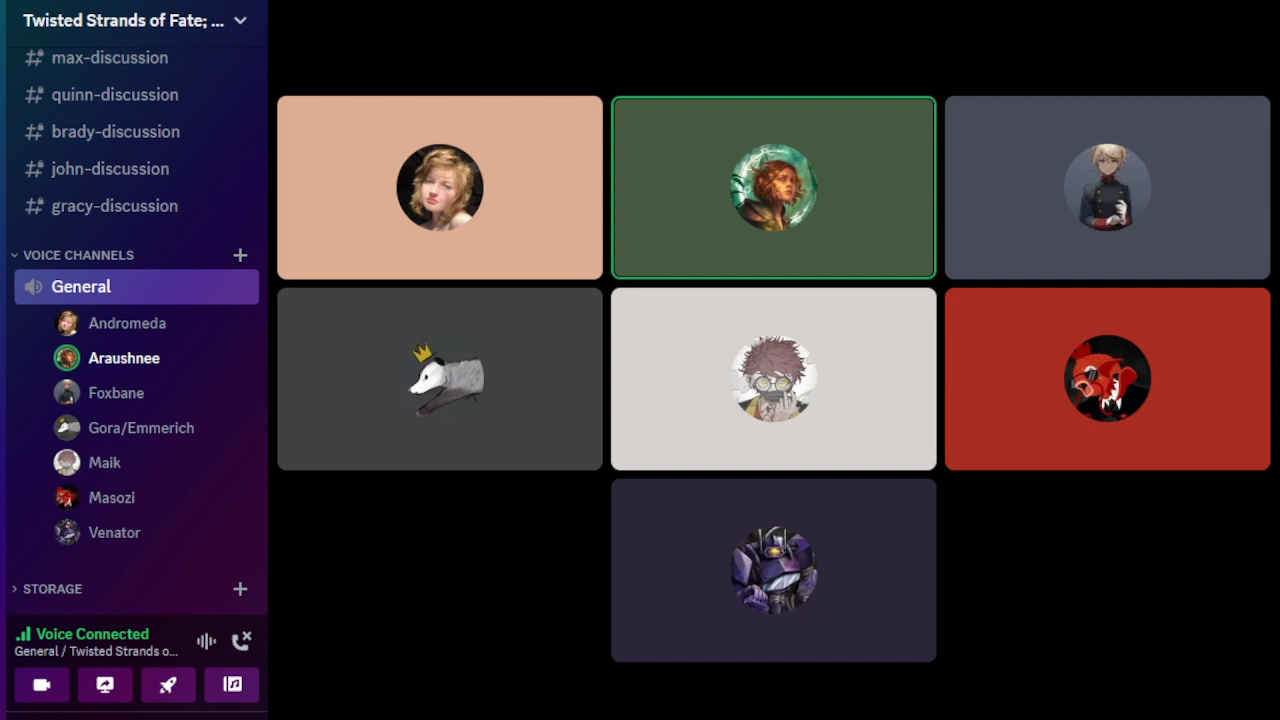 Twisted Strands of Fate; ...
max-discussion
quinn-discussion
brady-discussion
john-discussion
gracy-discussion
VOICE CHANNELS
General
Andromeda
Araushnee
Foxbane
Gora/Emmerich
Maik
Masozi
Venator
STORAGE
Voice Connected
General / Twisted Strands o...